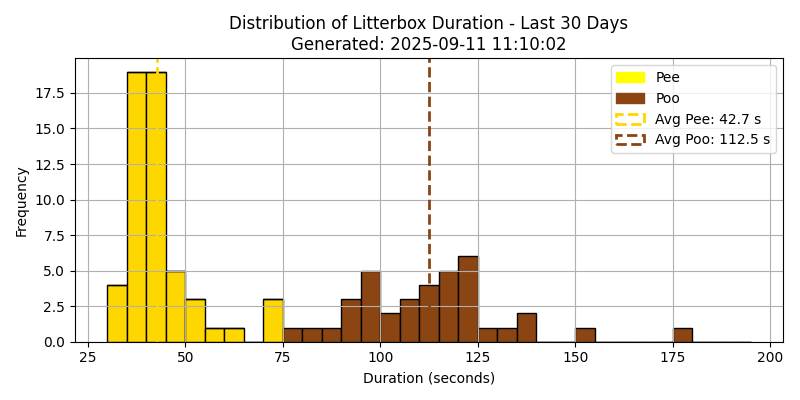 Distribution of Litterbox Duration - Last 30 Days
Generated: 2025-09-11 11:10:02
Pee
Poo
Avg Pee: 42.7 s
Avg Poo: 112.5 s
Frequency
17.5
15.0
12.5
10.0
7.5
5.0
2.5
0.0
25 50 75 100 125 150 175 200
Duration (seconds)